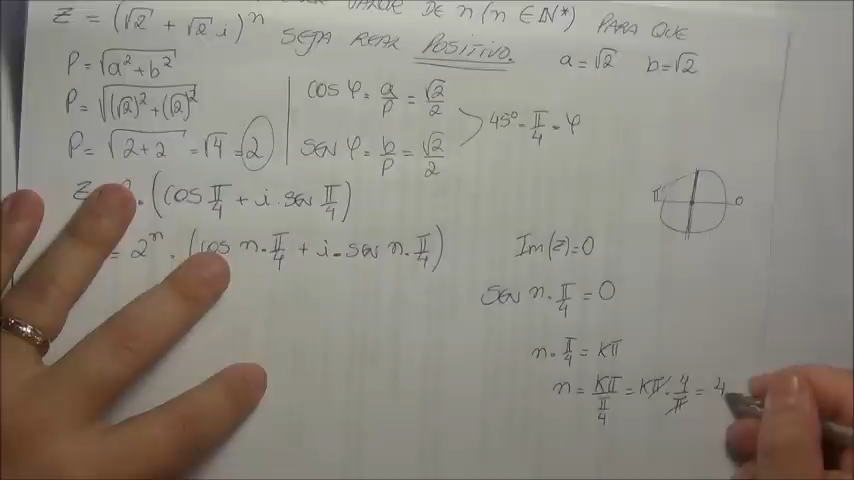 VALOR DE n (n ∈ ℕ*) PARA QUE
Z = (√2 + √2 i)ⁿ SEJA REAL POSITIVO.
a = √2 b = √2
P = √(a² + b²)
P = √((√2)² + (√2)²)
P = √(2 + 2) = √4 = 2
COS φ = a/P = √2/2
SEN φ = b/P = √2/2
45° = π/4 = φ
Z (COS π/4 + i . SEN π/4)
= 2ⁿ . (COS n . π/4 + i . SEN n . π/4)
π 0
Im(Z) = 0
SEN n . π/4 = 0
n . π/4 = Kπ
n = Kπ/(π/4) = Kπ . 4/π = 4